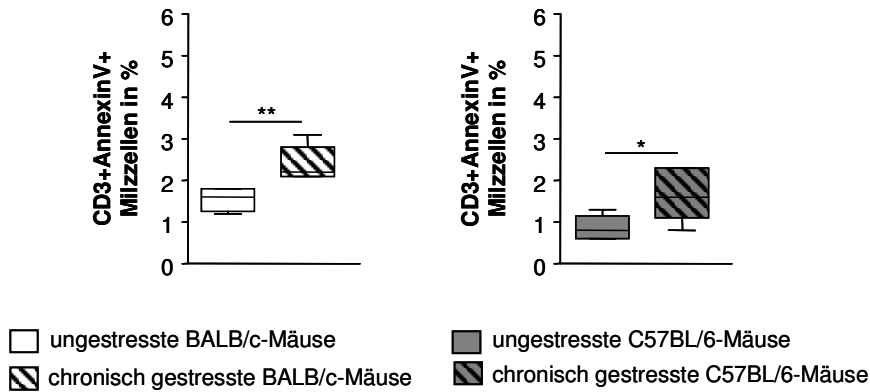 CD3+AnnexinV+
Milzzellen in %
6
5
4
3
2
1
0
**
CD3+AnnexinV+
Milzzellen in %
6
5
4
3
2
1
0
*
ungestresste BALB/c-Mäuse
chronisch gestresste BALB/c-Mäuse
ungestresste C57BL/6-Mäuse
chronisch gestresste C57BL/6-Mäuse